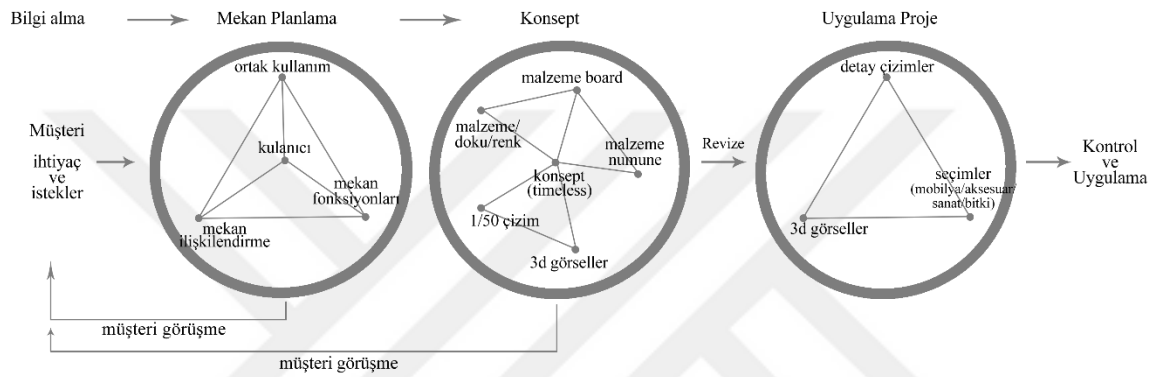 Bilgi alma
Mekan Planlama
Konsept
Uygulama Proje
Müşteri
ihtiyaç
ve
istekler
ortak kullanım
kulanıcı
mekan
fonksiyonları
mekan
ilişkilendirme
malzeme board
malzeme/
doku/renk
malzeme
numune
konsept
(timeless)
1/50 çizim
3d görseller
Revize
detay çizimler
seçimler
(mobilya/aksesuar/
sanat/bitki)
3d görseller
Kontrol
ve
Uygulama
müşteri görüşme
müşteri görüşme